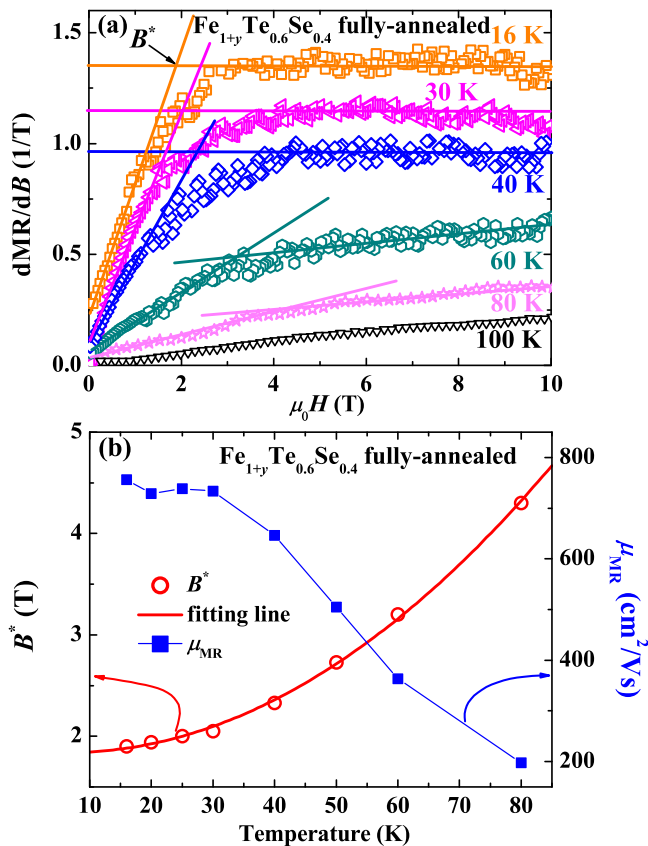 (a) Fe1+yTe0.6Se0.4 fully-annealed
B*
16 K
30 K
40 K
60 K
80 K
100 K
1.5
1.0
0.5
0.0
dMR/dB (1/T)
0 2 4 6 8 10
μ0H (T)
(b) Fe1+yTe0.6Se0.4 fully-annealed
B*
fitting line
μMR
5
4
3
2
B* (T)
800
600
400
200
μMR (cm²/Vs)
10 20 30 40 50 60 70 80
Temperature (K)